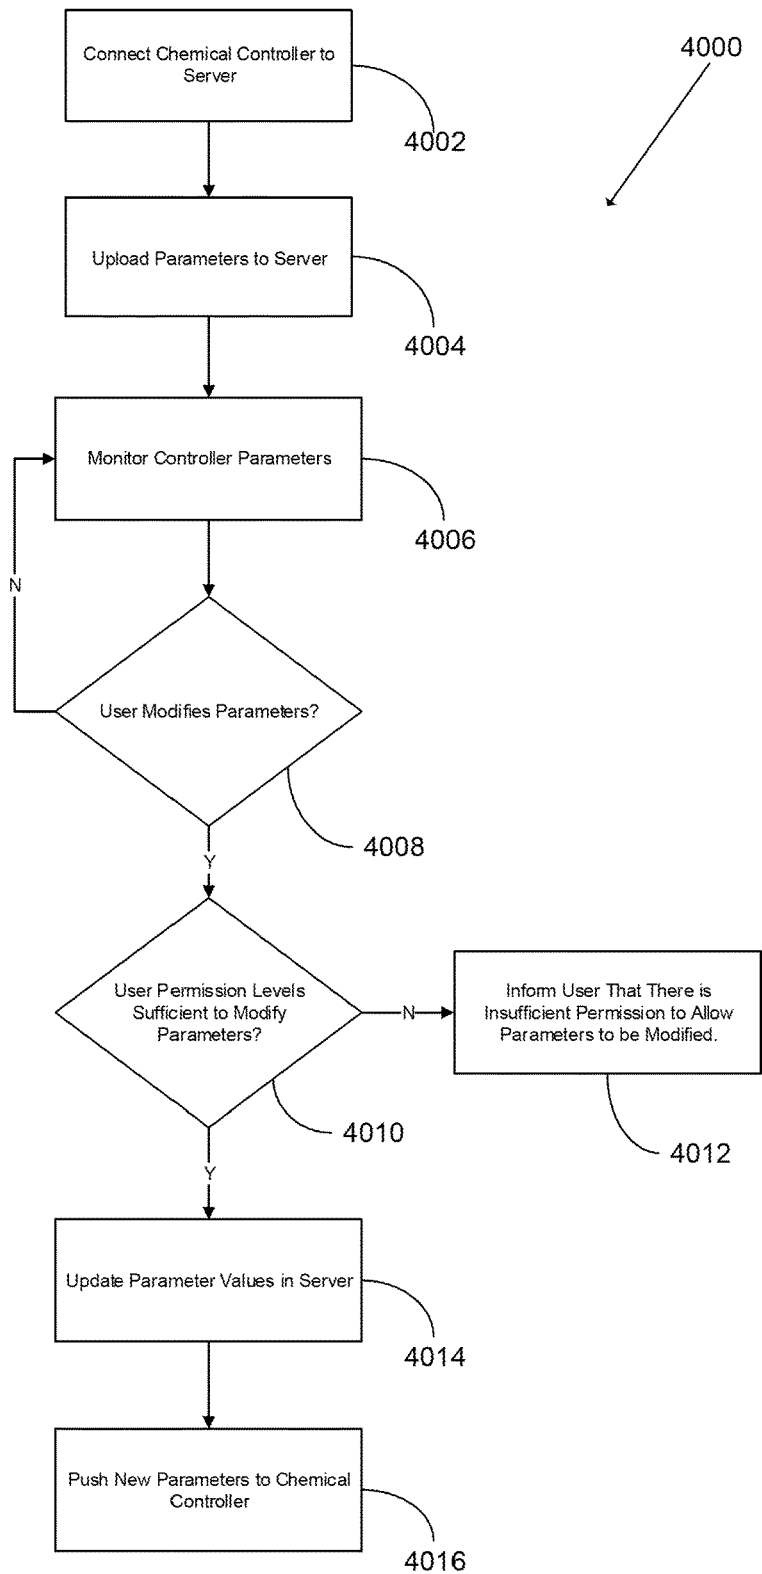 Connect Chemical Controller to
Server
4000
4002
Upload Parameters to Server
4004
Monitor Controller Parameters
4006
N
User Modifies Parameters?
4008
Y
User Permission Levels
Sufficient to Modify
Parameters?
N
Inform User That There is
Insufficient Permission to Allow
Parameters to be Modified.
4010
4012
Y
Update Parameter Values in Server
4014
Push New Parameters to Chemical
Controller
4016